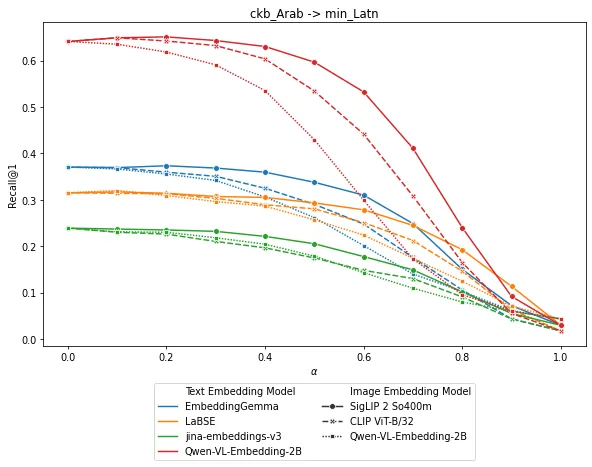 ckb_Arab -> min_Latn
Recall@1
0.6
0.5
0.4
0.3
0.2
0.1
0.0
0.0 0.2 0.4 0.6 0.8 1.0
α
Text Embedding Model
EmbeddingGemma
LaBSE
jina-embeddings-v3
Qwen-VL-Embedding-2B
Image Embedding Model
SigLIP 2 So400m
CLIP ViT-B/32
Qwen-VL-Embedding-2B